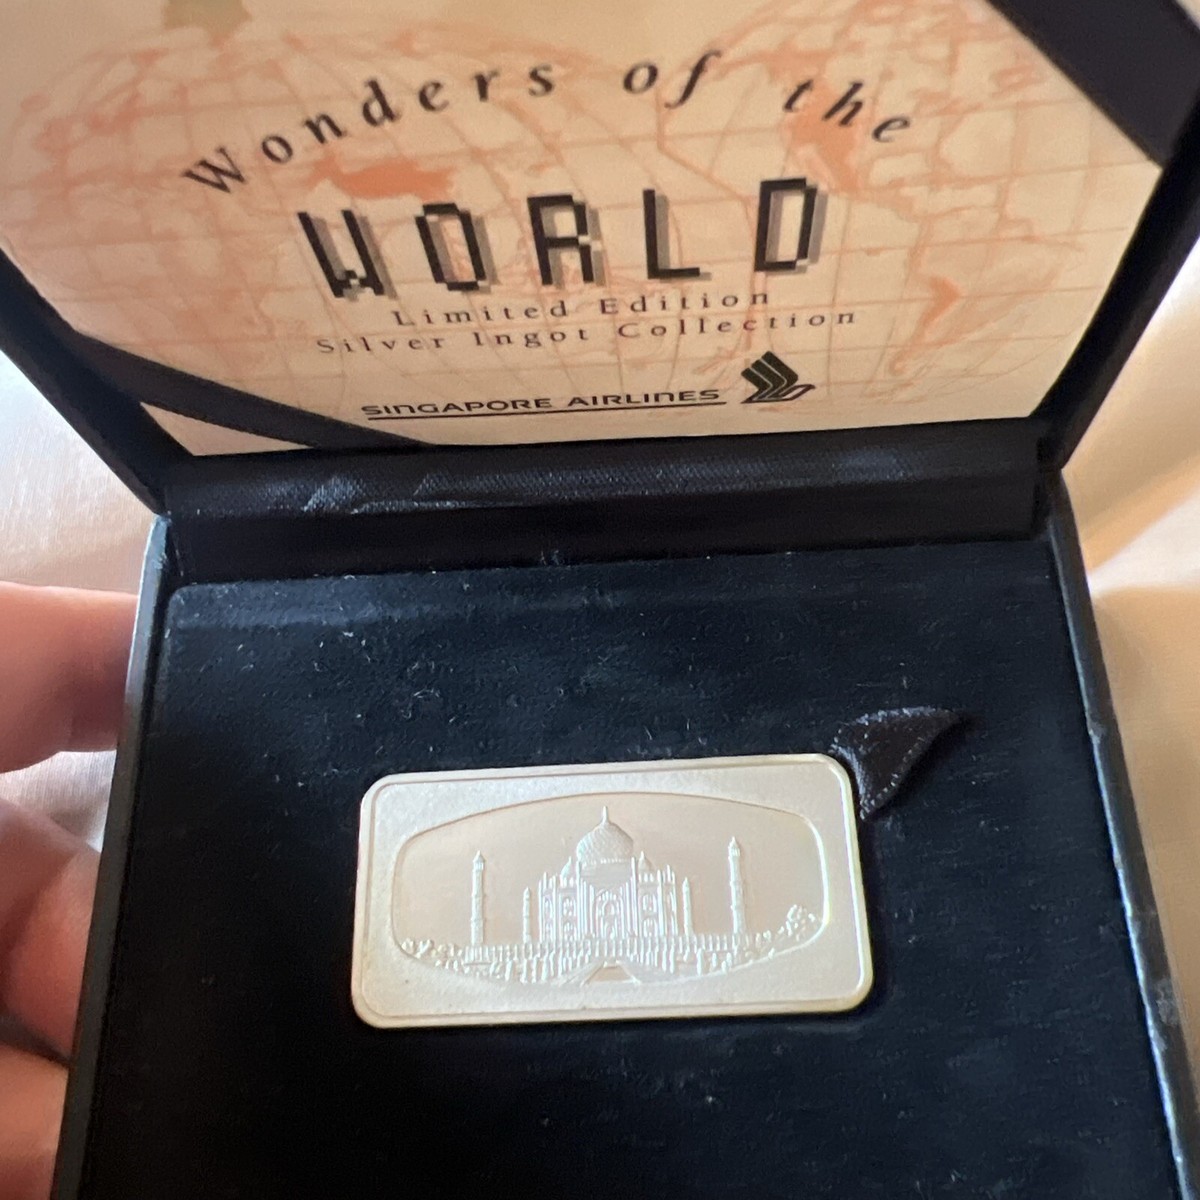 Wonders of the
WORLD
Limited Edition
Silver Ingot Collection
SINGAPORE AIRLINES